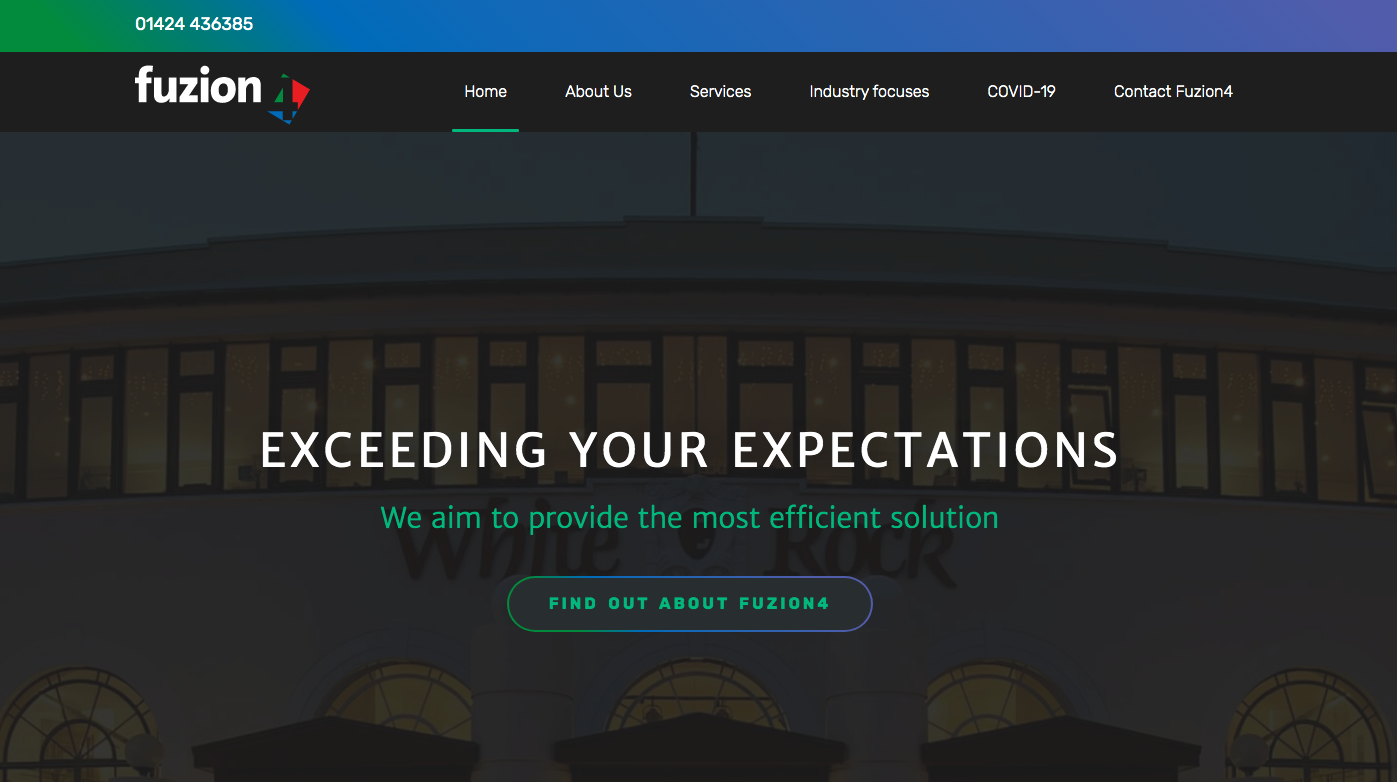 01424 436385
fuzion 4
Home About Us Services Industry focuses COVID-19 Contact Fuzion4
EXCEEDING YOUR EXPECTATIONS
We aim to provide the most efficient solution
White Rock
FIND OUT ABOUT FUZION4